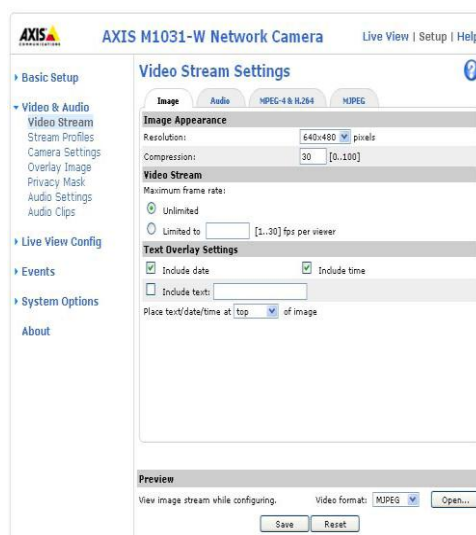 AXIS
COMMUNICATIONS
AXIS M1031-W Network Camera
Live View | Setup | Help
Basic Setup
Video & Audio
Video Stream
Stream Profiles
Camera Settings
Overlay Image
Privacy Mask
Audio Settings
Audio Clips
Live View Config
Events
System Options
About
Video Stream Settings
?
Image Audio MPEG-4 & H.264 MJPEG
Image Appearance
Resolution: 640x480 pixels
Compression: 30 [0..100]
Video Stream
Maximum frame rate:
Unlimited
Limited to [1..30] fps per viewer
Text Overlay Settings
Include date Include time
Include text:
Place text/date/time at top of image
Preview
View image stream while configuring. Video format: MJPEG Open...
Save Reset